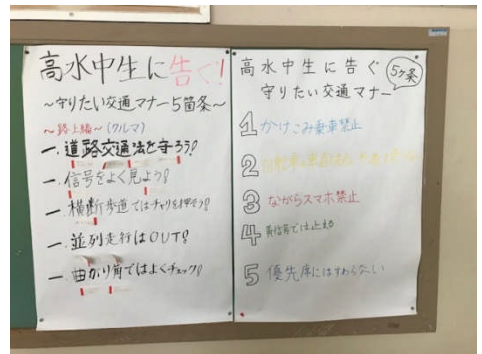 高水中生に告ぐ!
〜守りたい交通マナー5箇条〜
〜路上編〜(クルマ)
一、道路交通法を守ろう!
一、信号をよく見よう!
一、横断歩道ではチャリを押そう!
一、並列走行はOUT!
一、曲がり角ではよくチェック!
高水中生に告ぐ
守りたい交通マナー
5ヶ条
1 かけこみ乗車禁止
2
3 ながらスマホ禁止
4 黄信号では止まる
5 優先席にはすわらない